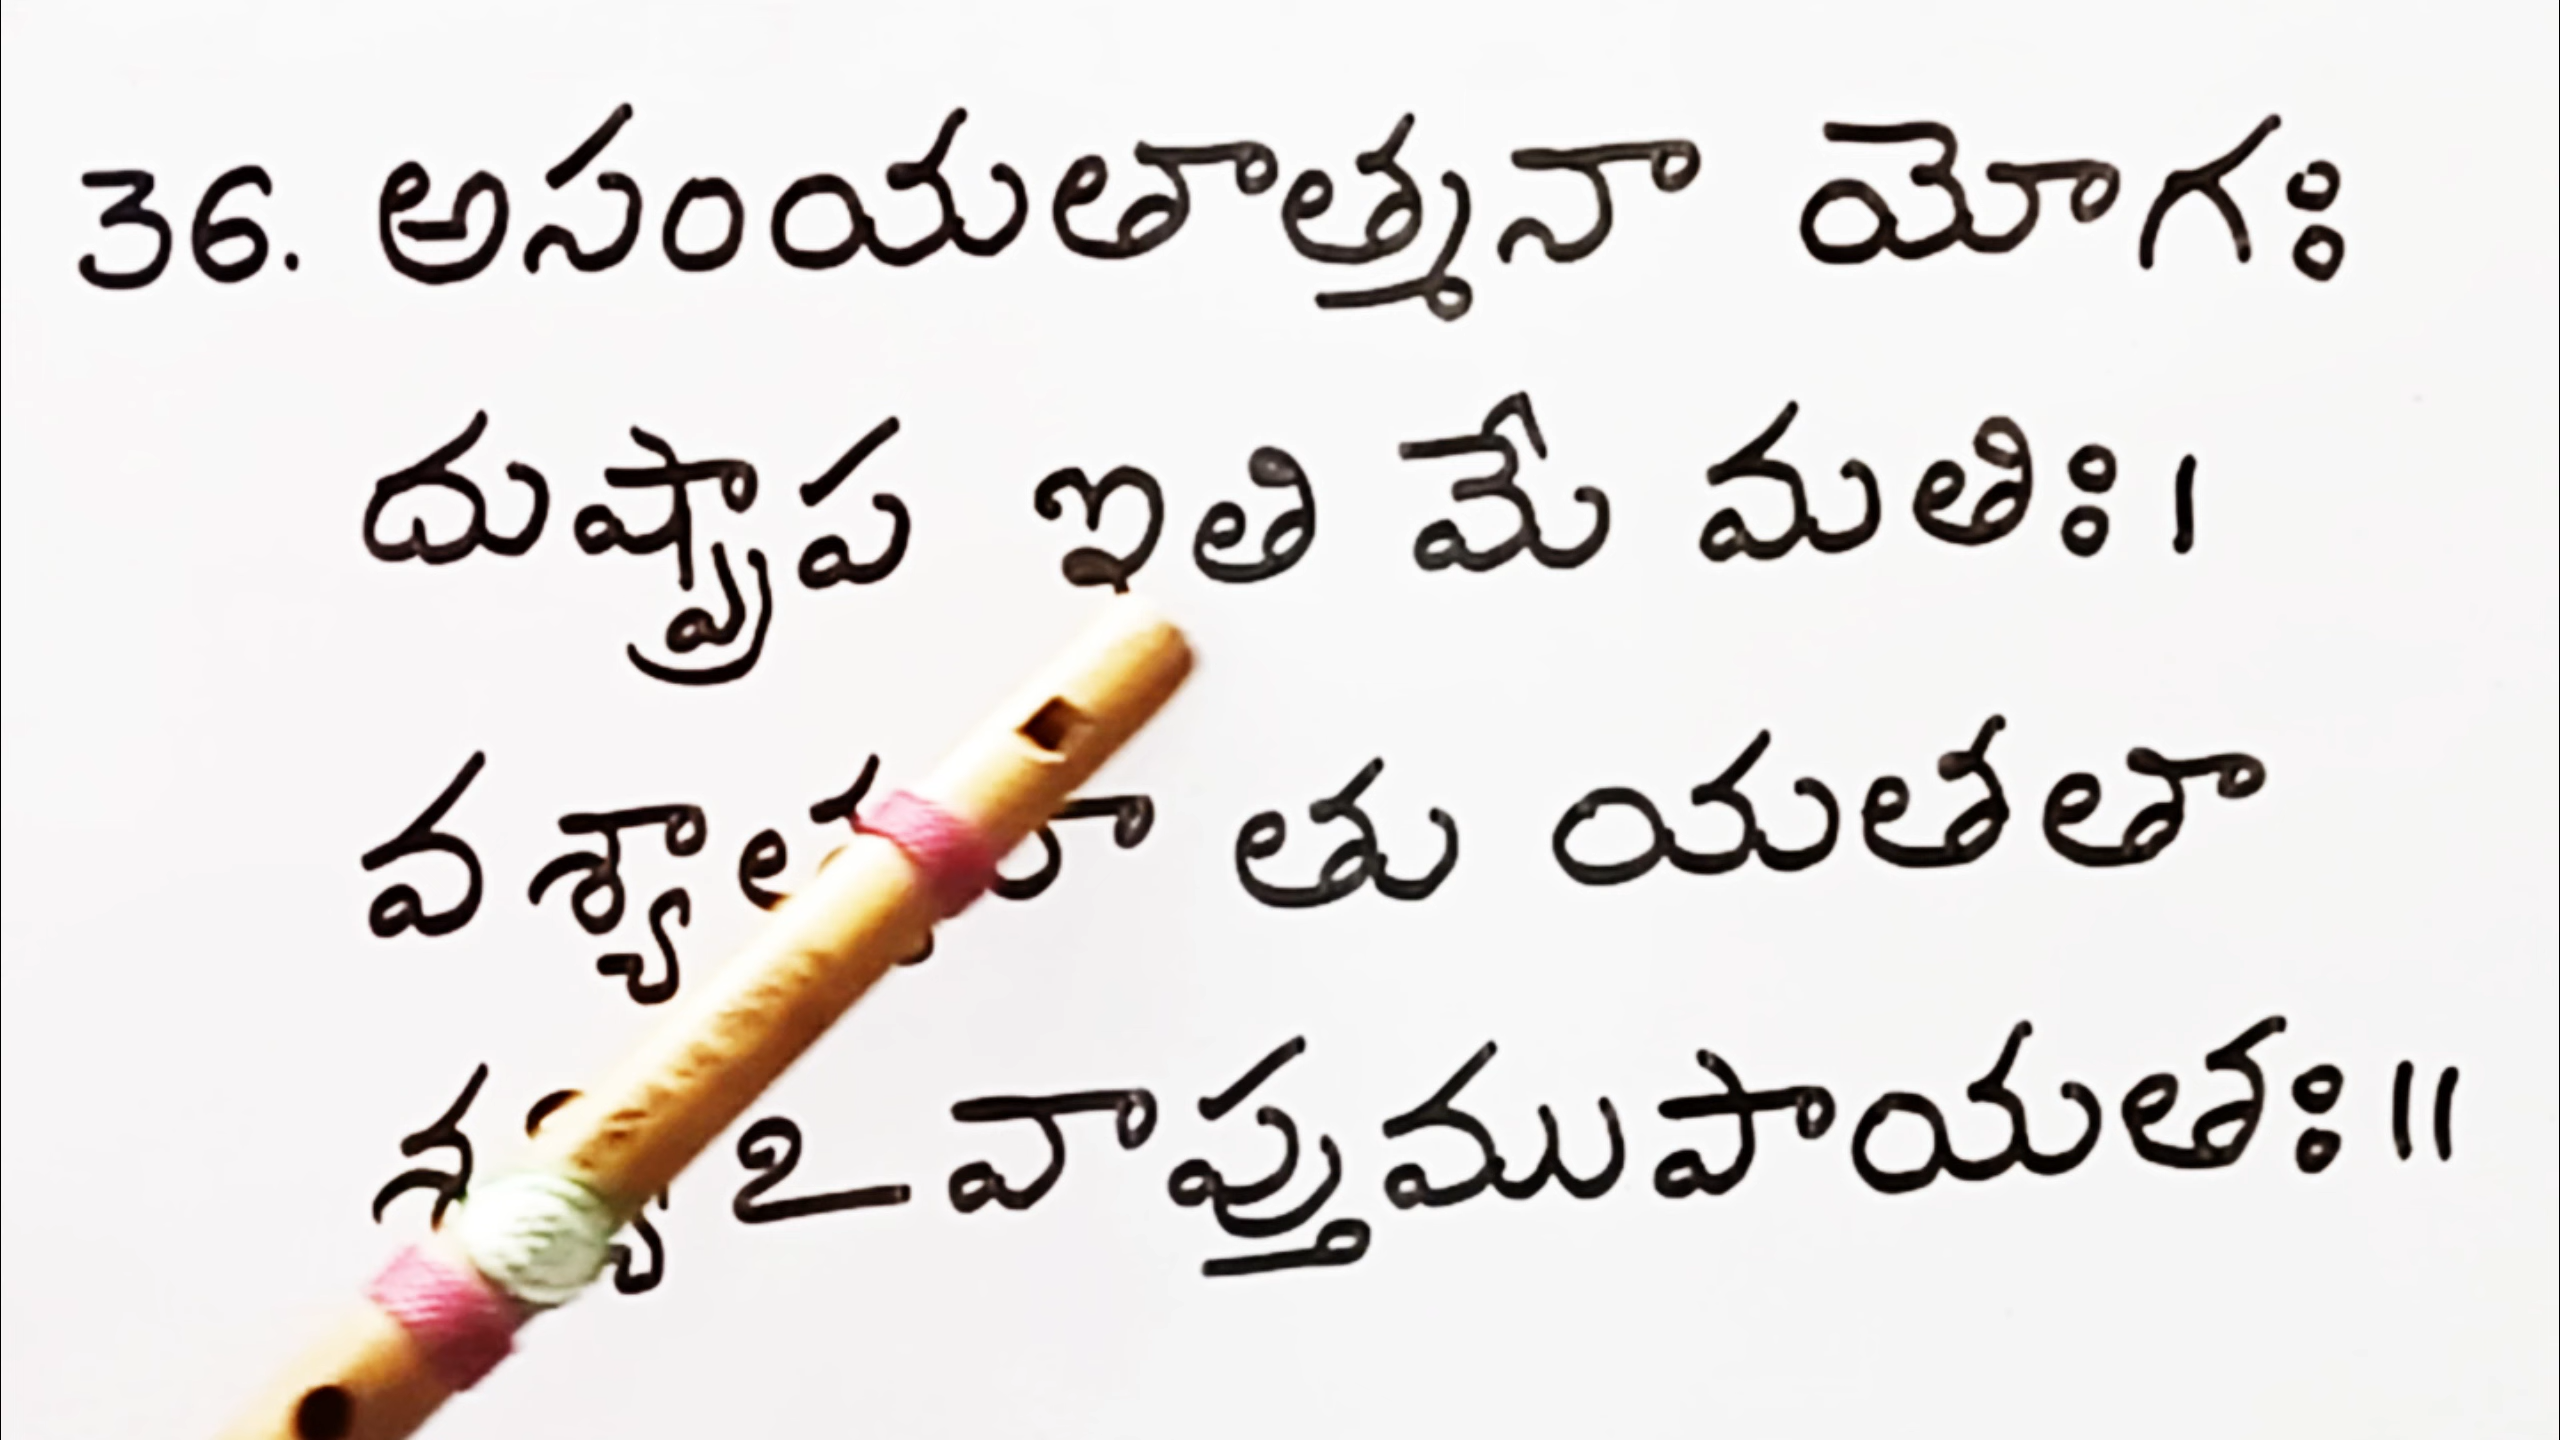 36. అసంయతాత్మనా యోగః
దుష్ప్రాప ఇతి మే మతిః।
తు యతతా
ఽవాప్తుముపాయతః॥